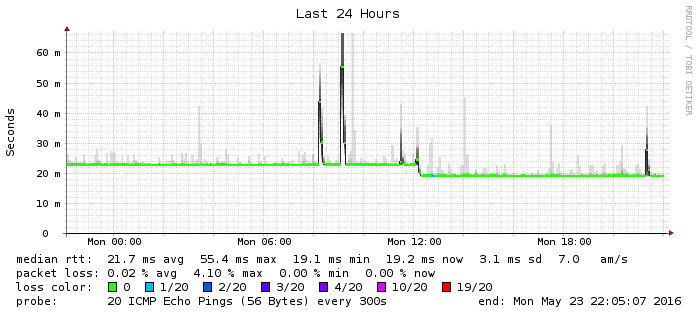 Last 24 Hours
RRDTOOL / TOBI OETIKER
Seconds
60 m
50 m
40 m
30 m
20 m
10 m
0
Mon 00:00 Mon 06:00 Mon 12:00 Mon 18:00
median rtt: 21.7 ms avg 55.4 ms max 19.1 ms min 19.2 ms now 3.1 ms sd 7.0 am/s
packet loss: 0.02 % avg 4.10 % max 0.00 % min 0.00 % now
loss color: 0 1/20 2/20 3/20 4/20 10/20 19/20
probe: 20 ICMP Echo Pings (56 Bytes) every 300s end: Mon May 23 22:05:07 2016